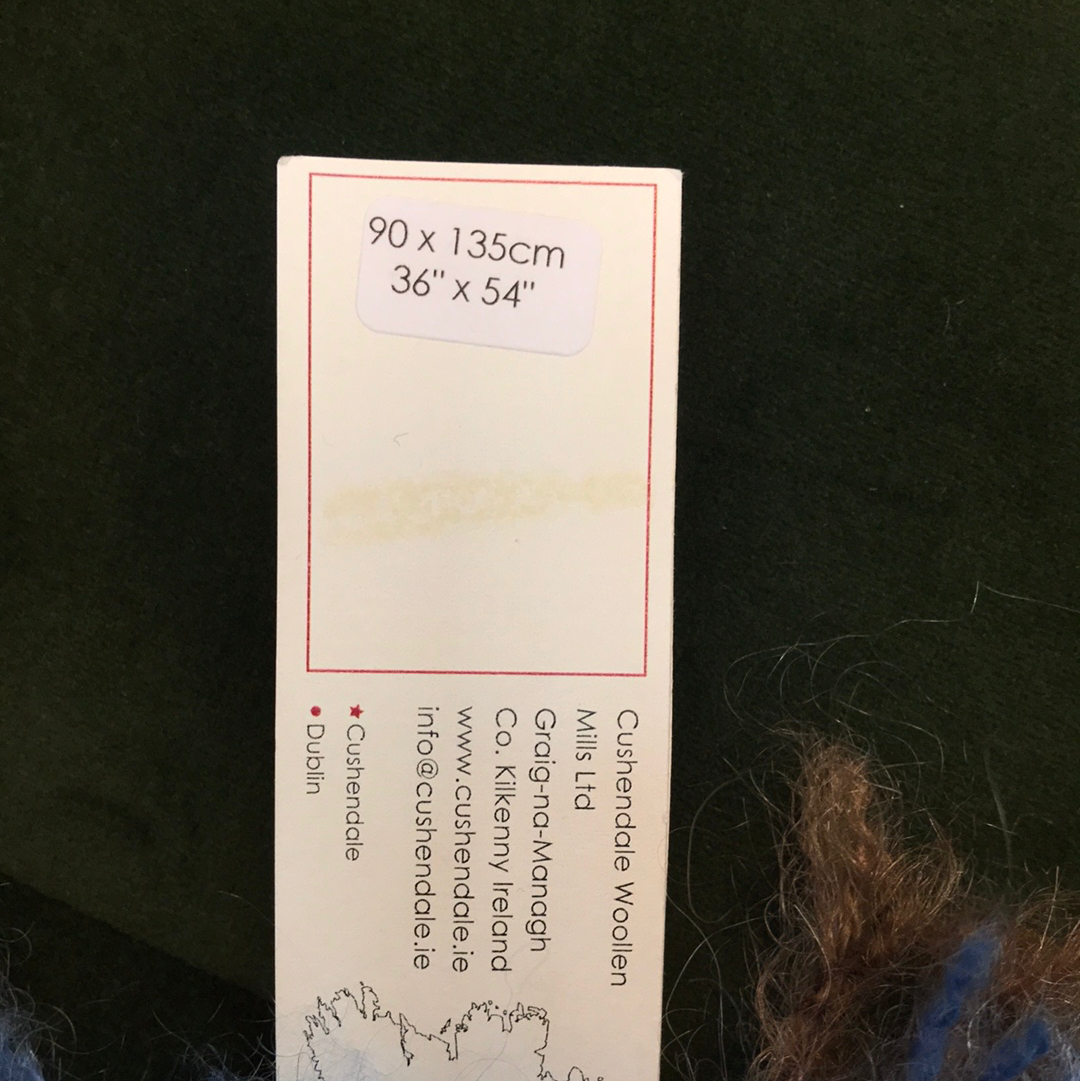 90 x 135cm
36" x 54"
Cushendale Woollen
Mills Ltd
Graig-na-Managh
Co. Kilkenny Ireland
www.cushendale.ie
info@cushendale.ie
Cushendale
Dublin